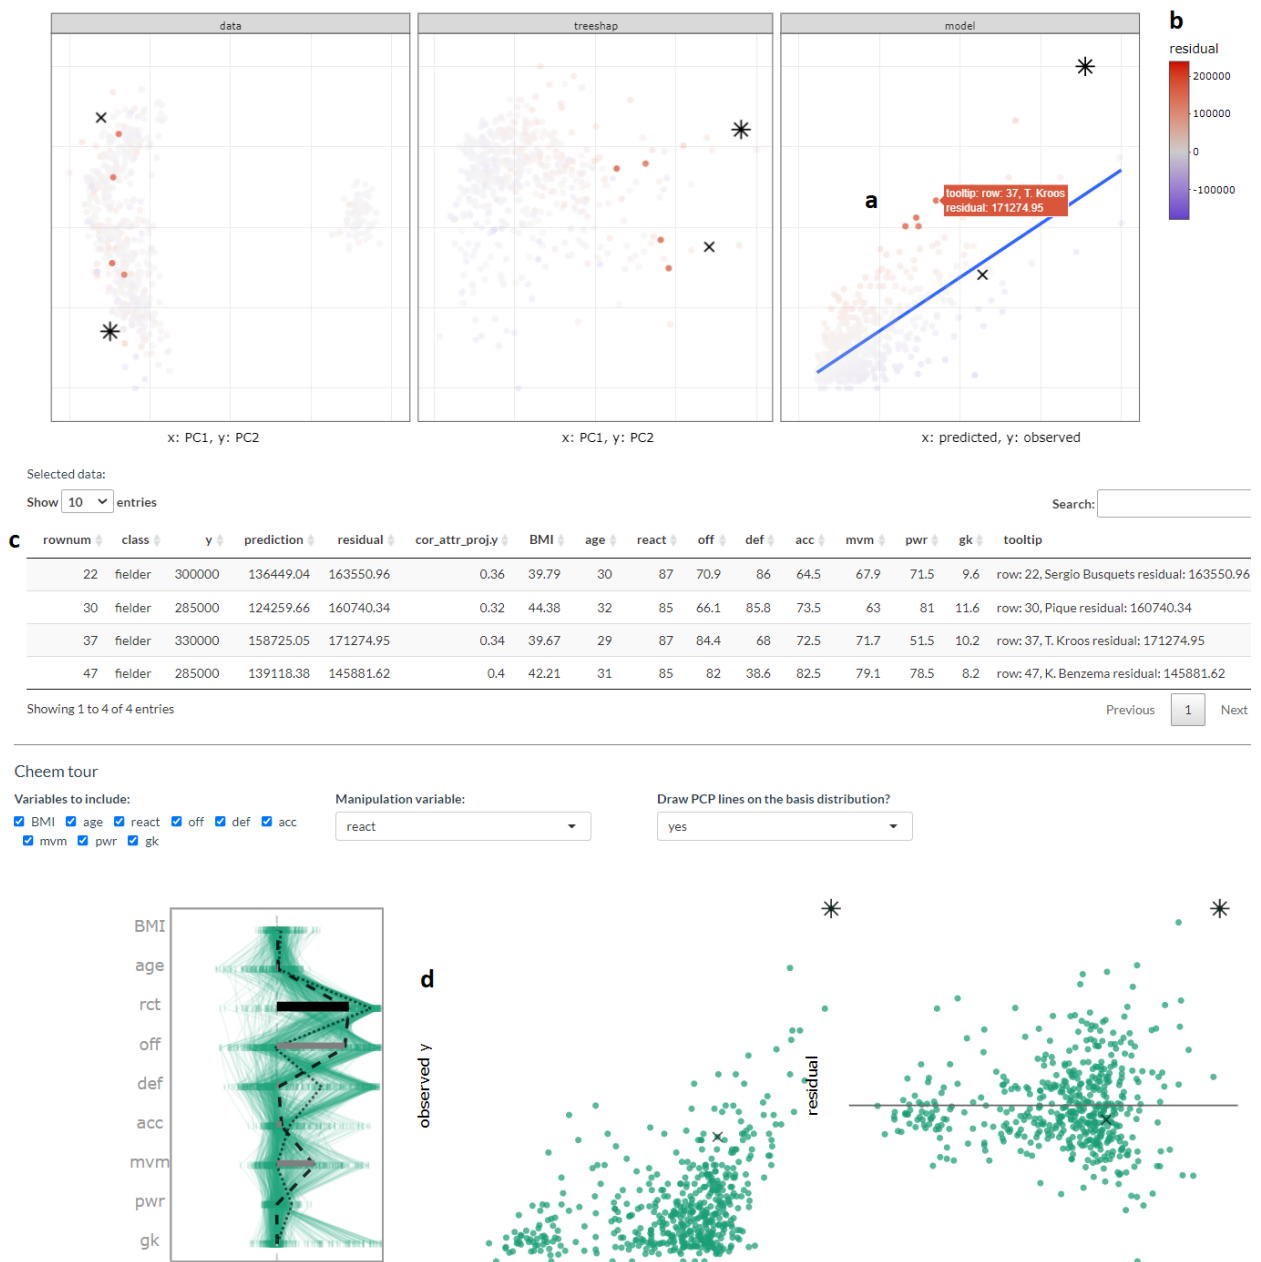 data treeshap model b
residual
200000
100000
0
-100000
a
tooltip: row: 37, T. Kroos
residual: 171274.95
x: PC1, y: PC2 x: PC1, y: PC2 x: predicted, y: observed
Selected data:
Show 10 entries Search:
c rownum class y prediction residual cor_attr_proj.y BMI age react off def acc mvm pwr gk tooltip
22 fielder 300000 136449.04 163550.96 0.36 39.79 30 87 70.9 86 64.5 67.9 71.5 9.6 row: 22, Sergio Busquets residual: 163550.96
30 fielder 285000 124259.66 160740.34 0.32 44.38 32 85 66.1 85.8 73.5 63 81 11.6 row: 30, Pique residual: 160740.34
37 fielder 330000 158725.05 171274.95 0.34 39.67 29 87 84.4 68 72.5 71.7 51.5 10.2 row: 37, T. Kroos residual: 171274.95
47 fielder 285000 139118.38 145881.62 0.4 42.21 31 85 82 38.6 82.5 79.1 78.5 8.2 row: 47, K. Benzema residual: 145881.62
Showing 1 to 4 of 4 entries Previous 1 Next
Cheem tour
Variables to include: Manipulation variable: Draw PCP lines on the basis distribution?
BMI age react off def acc
react yes
mvm pwr gk
BMI
age
rct
off
def
acc
mvm
pwr
gk
d
observed y
residual